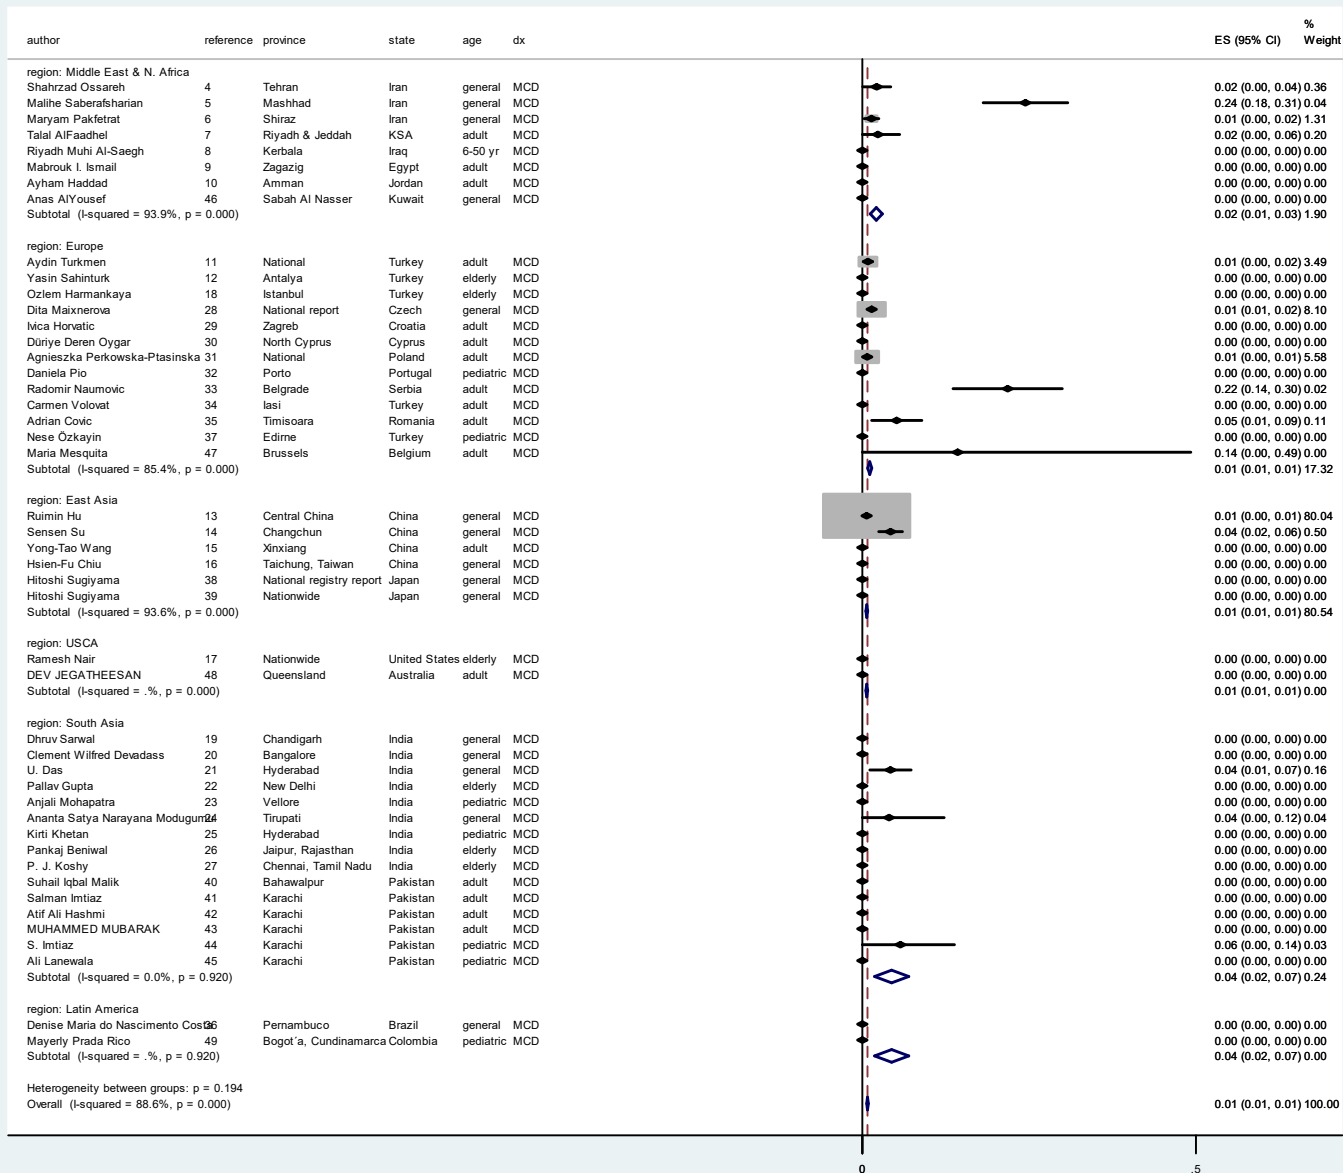 %
author reference province state age dx ES (95% CI) Weight
region: Middle East & N. Africa
Shahrzad Ossareh 4 Tehran Iran general MCD 0.02 (0.00, 0.04) 0.36
Malihe Saberafsharian 5 Mashhad Iran general MCD 0.24 (0.18, 0.31) 0.04
Maryam Pakfetrat 6 Shiraz Iran general MCD 0.01 (0.00, 0.02) 1.31
Talal AlFaadhel 7 Riyadh & Jeddah KSA adult MCD 0.02 (0.00, 0.06) 0.20
Riyadh Muhi Al-Saegh 8 Kerbala Iraq 6-50 yr MCD 0.00 (0.00, 0.00) 0.00
Mabrouk I. Ismail 9 Zagazig Egypt adult MCD 0.00 (0.00, 0.00) 0.00
Ayham Haddad 10 Amman Jordan adult MCD 0.00 (0.00, 0.00) 0.00
Anas AlYousef 46 Sabah Al Nasser Kuwait general MCD 0.00 (0.00, 0.00) 0.00
Subtotal (I-squared = 93.9%, p = 0.000) 0.02 (0.01, 0.03) 1.90
region: Europe
Aydin Turkmen 11 National Turkey adult MCD 0.01 (0.00, 0.02) 3.49
Yasin Sahinturk 12 Antalya Turkey elderly MCD 0.00 (0.00, 0.00) 0.00
Ozlem Harmankaya 18 Istanbul Turkey elderly MCD 0.00 (0.00, 0.00) 0.00
Dita Maixnerova 28 National report Czech general MCD 0.01 (0.01, 0.02) 8.10
Ivica Horvatic 29 Zagreb Croatia adult MCD 0.00 (0.00, 0.00) 0.00
Düriye Deren Oygar 30 North Cyprus Cyprus adult MCD 0.00 (0.00, 0.00) 0.00
Agnieszka Perkowska-Ptasinska 31 National Poland adult MCD 0.01 (0.00, 0.01) 5.58
Daniela Pio 32 Porto Portugal pediatric MCD 0.00 (0.00, 0.00) 0.00
Radomir Naumovic 33 Belgrade Serbia adult MCD 0.22 (0.14, 0.30) 0.02
Carmen Volovat 34 Iasi Turkey adult MCD 0.00 (0.00, 0.00) 0.00
Adrian Covic 35 Timisoara Romania adult MCD 0.05 (0.01, 0.09) 0.11
Nese Özkayin 37 Edirne Turkey pediatric MCD 0.00 (0.00, 0.00) 0.00
Maria Mesquita 47 Brussels Belgium adult MCD 0.14 (0.00, 0.49) 0.00
Subtotal (I-squared = 85.4%, p = 0.000) 0.01 (0.01, 0.01) 17.32
region: East Asia
Ruimin Hu 13 Central China China general MCD 0.01 (0.00, 0.01) 80.04
Sensen Su 14 Changchun China general MCD 0.04 (0.02, 0.06) 0.50
Yong-Tao Wang 15 Xinxiang China adult MCD 0.00 (0.00, 0.00) 0.00
Hsien-Fu Chiu 16 Taichung, Taiwan China general MCD 0.00 (0.00, 0.00) 0.00
Hitoshi Sugiyama 38 National registry report Japan general MCD 0.00 (0.00, 0.00) 0.00
Hitoshi Sugiyama 39 Nationwide Japan general MCD 0.00 (0.00, 0.00) 0.00
Subtotal (I-squared = 93.6%, p = 0.000) 0.01 (0.01, 0.01) 80.54
region: USCA
Ramesh Nair 17 Nationwide United States elderly MCD 0.00 (0.00, 0.00) 0.00
DEV JEGATHEESAN 48 Queensland Australia adult MCD 0.00 (0.00, 0.00) 0.00
Subtotal (I-squared = .%, p = 0.000) 0.01 (0.01, 0.01) 0.00
region: South Asia
Dhruv Sarwal 19 Chandigarh India general MCD 0.00 (0.00, 0.00) 0.00
Clement Wilfred Devadass 20 Bangalore India general MCD 0.00 (0.00, 0.00) 0.00
U. Das 21 Hyderabad India general MCD 0.04 (0.01, 0.07) 0.16
Pallav Gupta 22 New Delhi India elderly MCD 0.00 (0.00, 0.00) 0.00
Anjali Mohapatra 23 Vellore India pediatric MCD 0.00 (0.00, 0.00) 0.00
Ananta Satya Narayana Modugumu 24 Tirupati India general MCD 0.04 (0.00, 0.12) 0.04
Kirti Khetan 25 Hyderabad India pediatric MCD 0.00 (0.00, 0.00) 0.00
Pankaj Beniwal 26 Jaipur, Rajasthan India elderly MCD 0.00 (0.00, 0.00) 0.00
P. J. Koshy 27 Chennai, Tamil Nadu India elderly MCD 0.00 (0.00, 0.00) 0.00
Suhail Iqbal Malik 40 Bahawalpur Pakistan adult MCD 0.00 (0.00, 0.00) 0.00
Salman Imtiaz 41 Karachi Pakistan adult MCD 0.00 (0.00, 0.00) 0.00
Atif Ali Hashmi 42 Karachi Pakistan adult MCD 0.00 (0.00, 0.00) 0.00
MUHAMMED MUBARAK 43 Karachi Pakistan adult MCD 0.00 (0.00, 0.00) 0.00
S. Imtiaz 44 Karachi Pakistan pediatric MCD 0.06 (0.00, 0.14) 0.03
Ali Lanewala 45 Karachi Pakistan pediatric MCD 0.00 (0.00, 0.00) 0.00
Subtotal (I-squared = 0.0%, p = 0.920) 0.04 (0.02, 0.07) 0.24
region: Latin America
Denise Maria do Nascimento Costa 36 Pernambuco Brazil general MCD 0.00 (0.00, 0.00) 0.00
Mayerly Prada Rico 49 Bogot´a, Cundinamarca Colombia pediatric MCD 0.00 (0.00, 0.00) 0.00
Subtotal (I-squared = .%, p = 0.920) 0.04 (0.02, 0.07) 0.00
Heterogeneity between groups: p = 0.194
Overall (I-squared = 88.6%, p = 0.000) 0.01 (0.01, 0.01) 100.00
0 .5